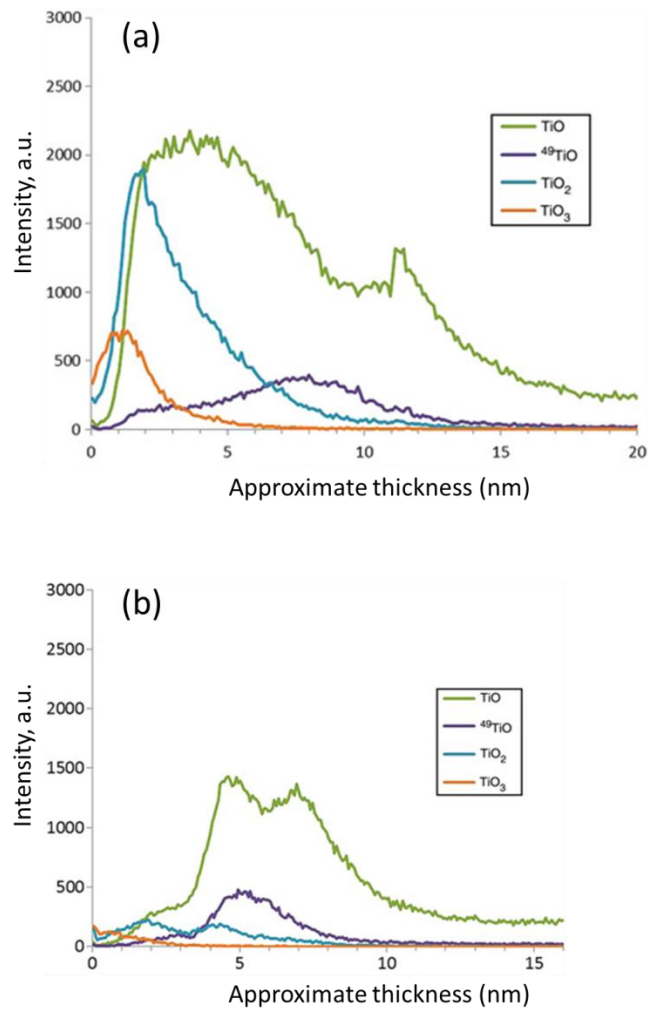 (a)
3000
2500
2000
1500
1000
500
0
Intensity, a.u.
TiO
⁴⁹TiO
TiO₂
TiO₃
0 5 10 15 20
Approximate thickness (nm)
(b)
3000
2500
2000
1500
1000
500
0
Intensity, a.u.
TiO
⁴⁹TiO
TiO₂
TiO₃
0 5 10 15
Approximate thickness (nm)